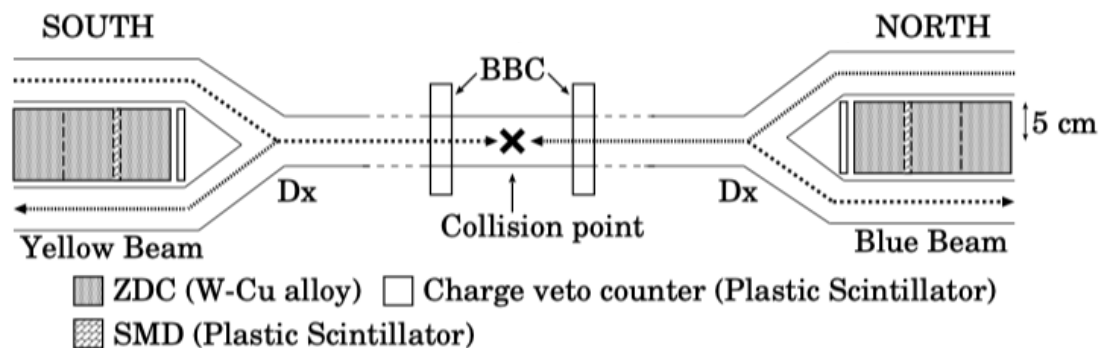 SOUTH
NORTH
BBC
5 cm
Dx
Dx
Collision point
Yellow Beam
Blue Beam
ZDC (W-Cu alloy)
Charge veto counter (Plastic Scintillator)
SMD (Plastic Scintillator)